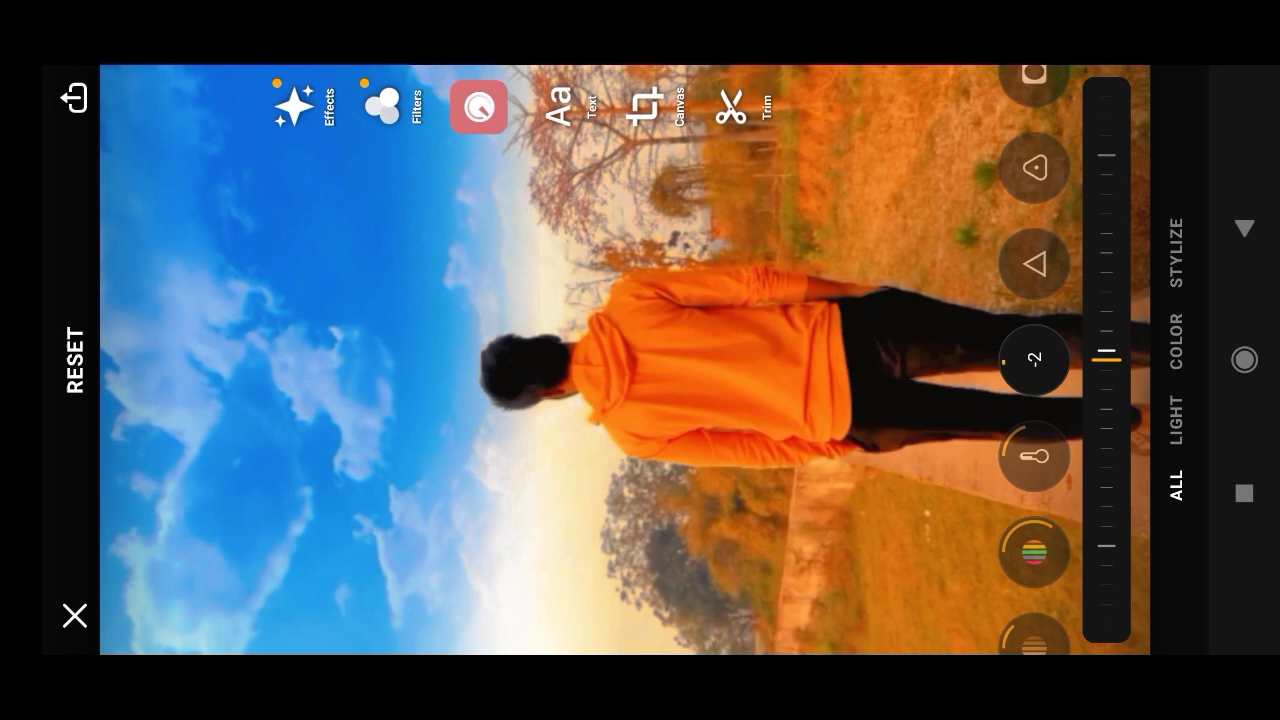 RESET
Effects
Filters
Aa
Text
Canvas
Trim
-2
ALL LIGHT COLOR STYLIZE